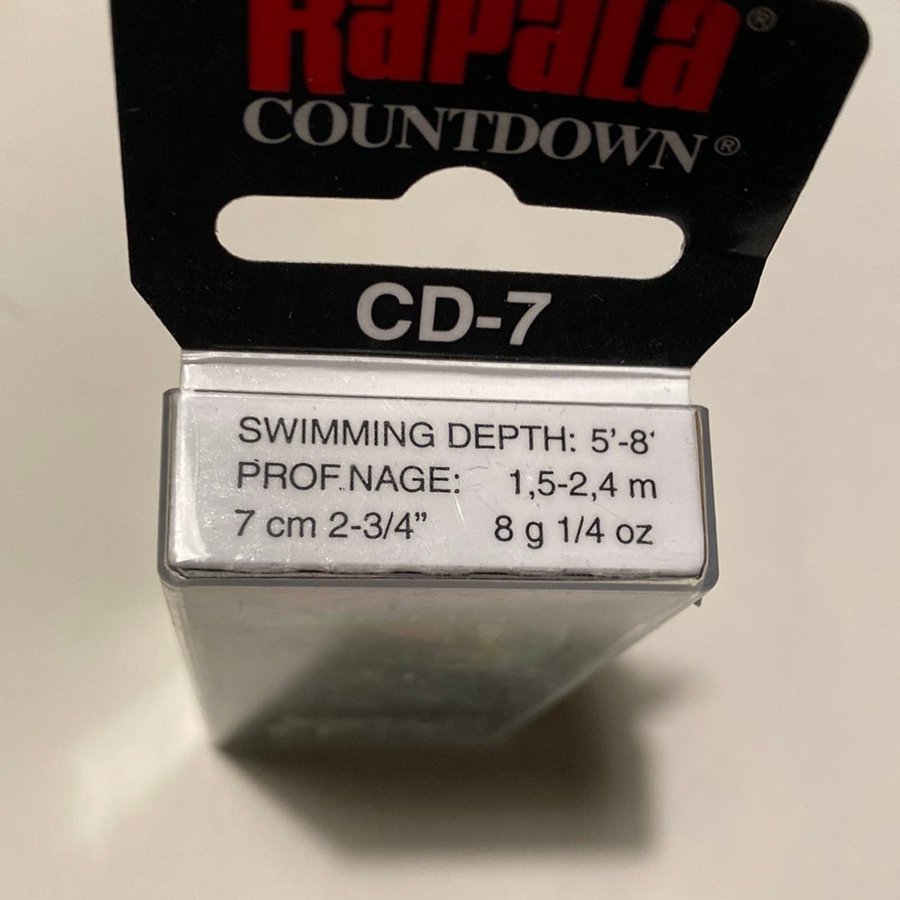 Rapala®
COUNTDOWN®
CD-7
SWIMMING DEPTH: 5'-8'
PROF. NAGE: 1,5-2,4 m
7 cm 2-3/4” 8 g 1/4 oz